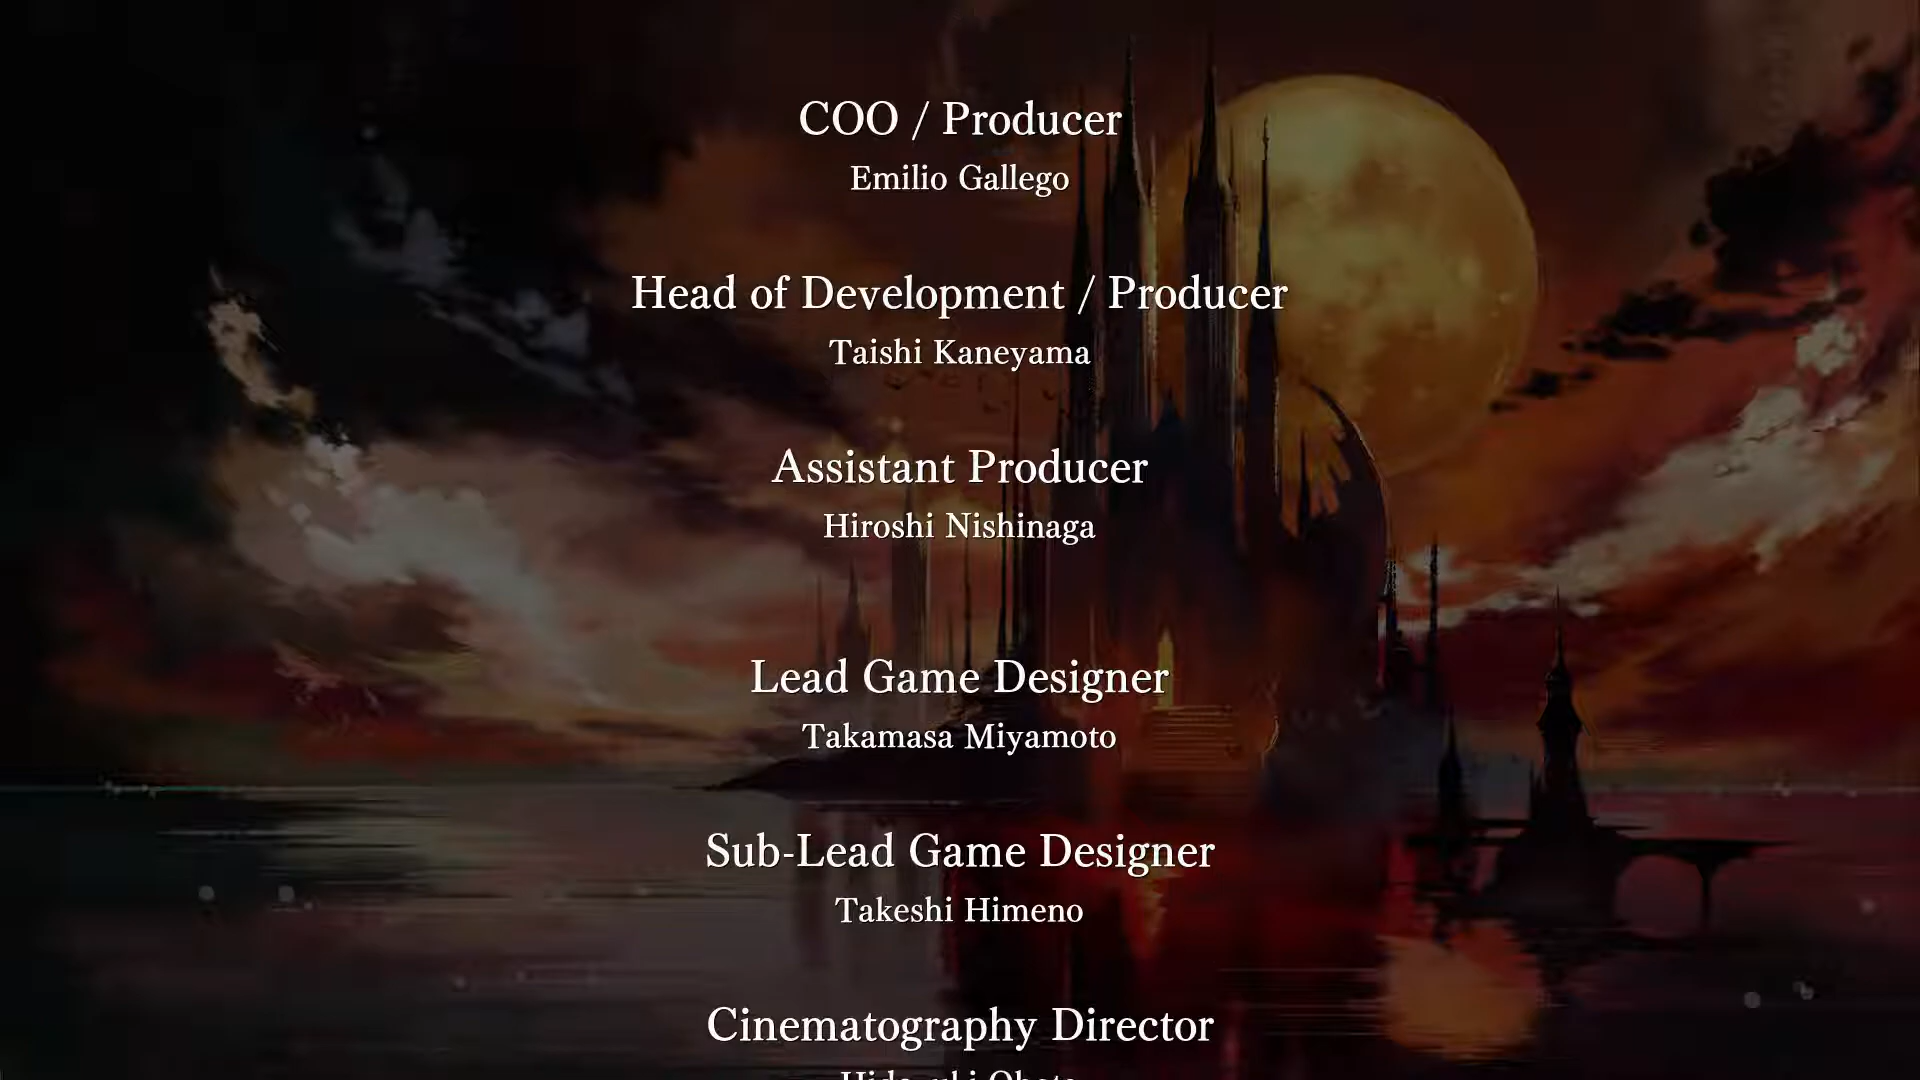 COO / Producer
Emilio Gallego
Head of Development / Producer
Taishi Kaneyama
Assistant Producer
Hiroshi Nishinaga
Lead Game Designer
Takamasa Miyamoto
Sub-Lead Game Designer
Takeshi Himeno
Cinematography Director